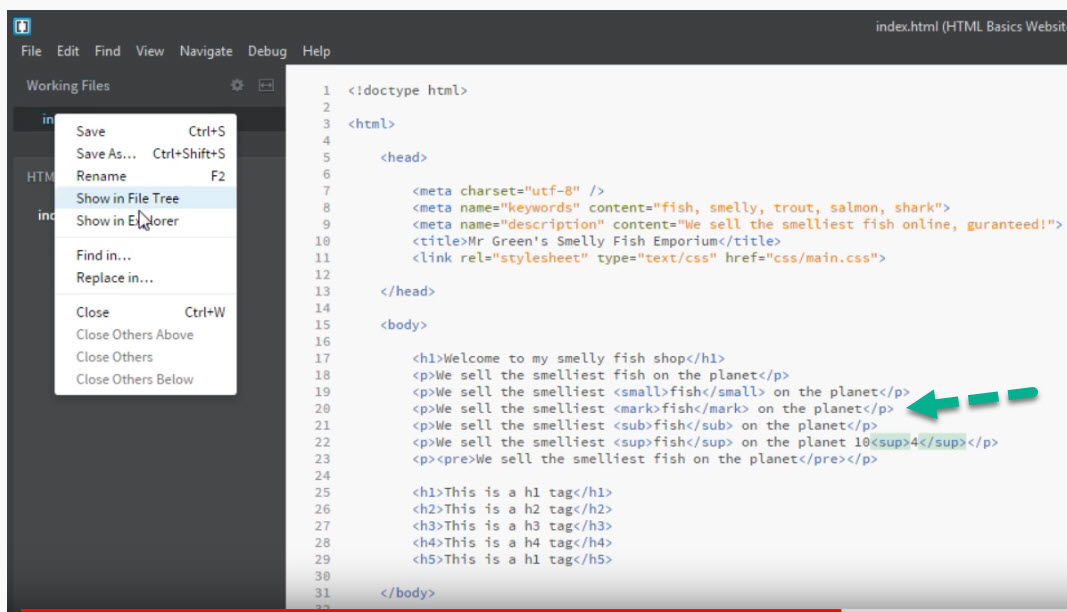 index.html (HTML Basics Website
File Edit Find View Navigate Debug Help
Working Files
in
Save Ctrl+S
Save As... Ctrl+Shift+S
Rename F2
Show in File Tree
Show in Explorer
Find in...
Replace in...
Close Ctrl+W
Close Others Above
Close Others
Close Others Below
HTM
ind
1 <!doctype html>
2
3 <html>
4
5 <head>
6
7 <meta charset="utf-8" />
8 <meta name="keywords" content="fish, smelly, trout, salmon, shark">
9 <meta name="description" content="We sell the smelliest fish online, guranteed!">
10 <title>Mr Green's Smelly Fish Emporium</title>
11 <link rel="stylesheet" type="text/css" href="css/main.css">
12
13 </head>
14
15 <body>
16
17 <h1>Welcome to my smelly fish shop</h1>
18 <p>We sell the smelliest fish on the planet</p>
19 <p>We sell the smelliest <small>fish</small> on the planet</p>
20 <p>We sell the smelliest <mark>fish</mark> on the planet</p>
21 <p>We sell the smelliest <sub>fish</sub> on the planet</p>
22 <p>We sell the smelliest <sup>fish</sup> on the planet 10<sup>4</sup></p>
23 <p><pre>We sell the smelliest fish on the planet</pre></p>
24
25 <h1>This is a h1 tag</h1>
26 <h2>This is a h2 tag</h2>
27 <h3>This is a h3 tag</h3>
28 <h4>This is a h4 tag</h4>
29 <h5>This is a h1 tag</h5>
30
31 </body>
32